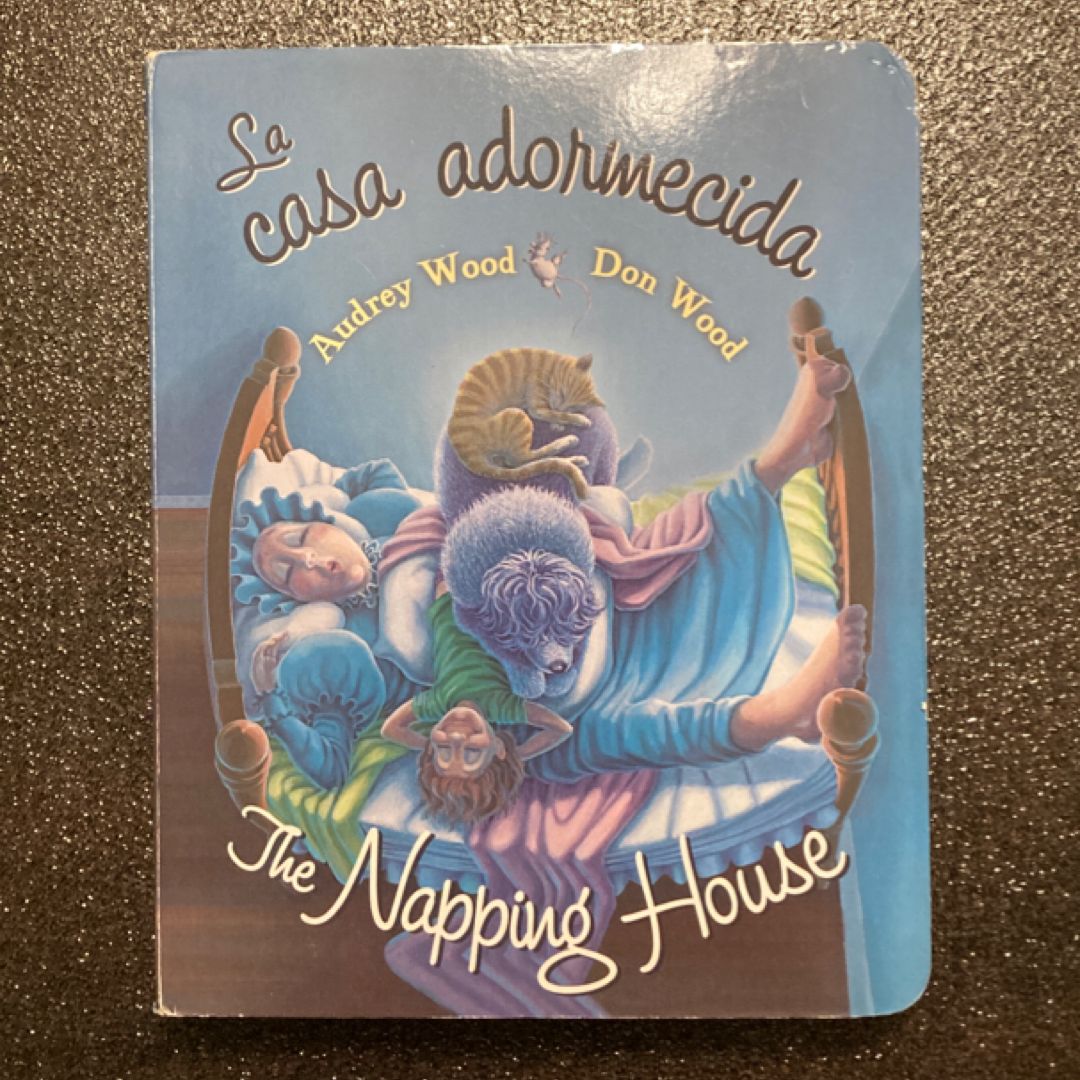 La
casa adormecida
Audrey Wood Don Wood
The Napping House